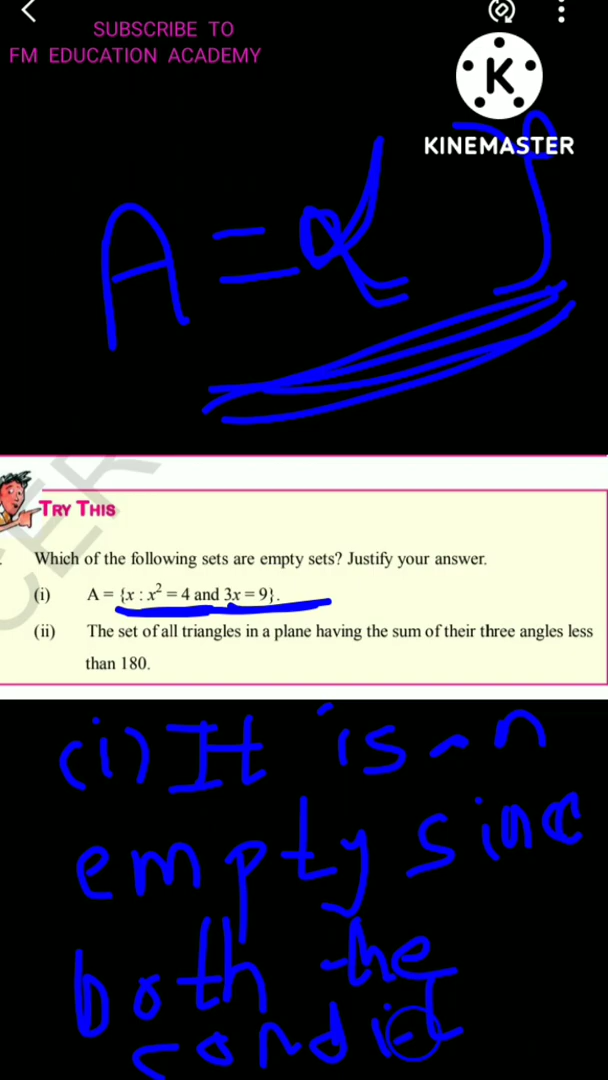 SUBSCRIBE TO
FM EDUCATION ACADEMY
K
KINEMASTER
A = { }
TRY THIS
Which of the following sets are empty sets? Justify your answer.
(i) A = {x : x² = 4 and 3x = 9}.
(ii) The set of all triangles in a plane having the sum of their three angles less
than 180.
(i) It is an
empty since
both the
condi